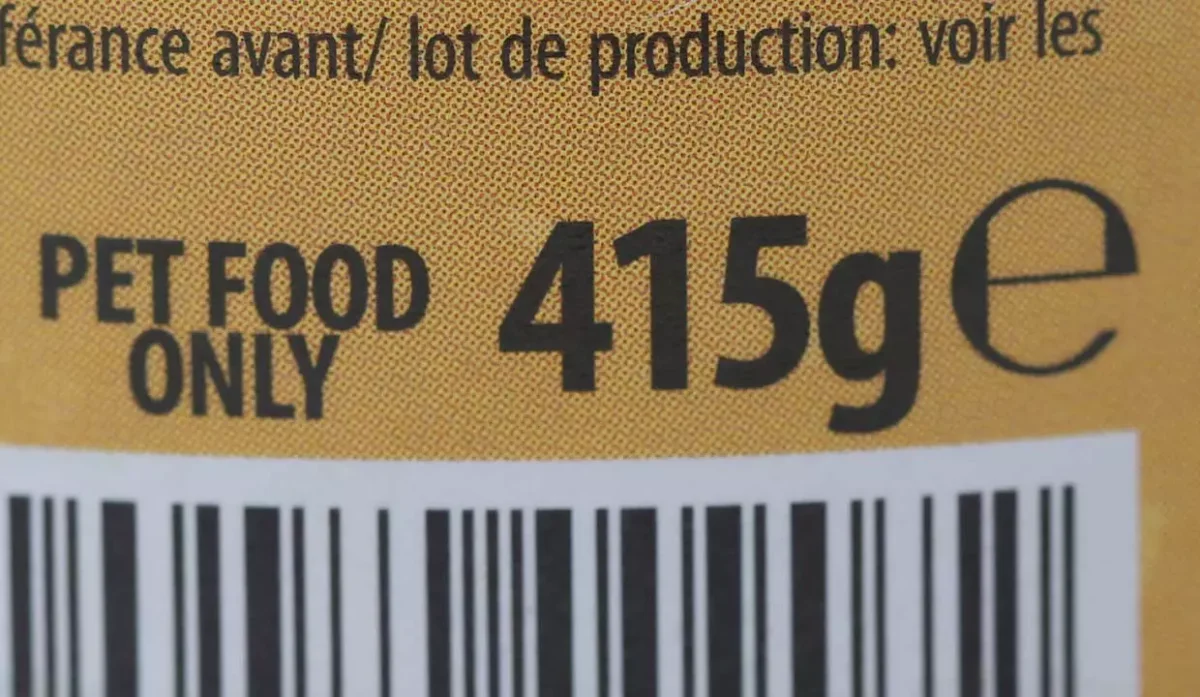 férance avant/ lot de production: voir les
PET FOOD
ONLY
415g ℮